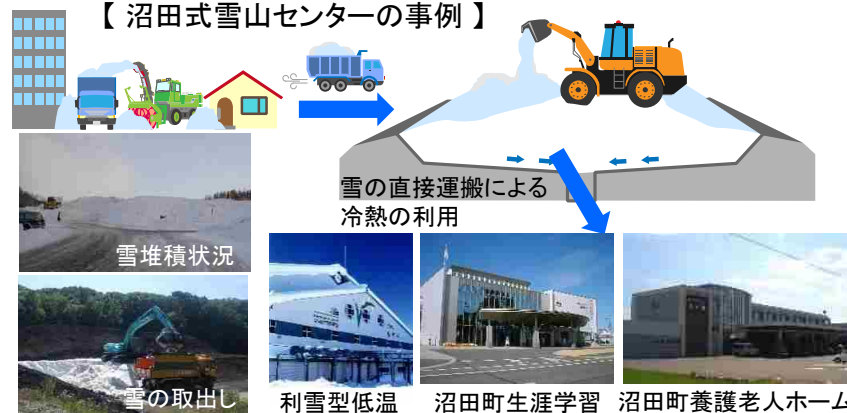 【 沼田式雪山センターの事例 】
雪の直接運搬による
冷熱の利用
雪堆積状況
雪の取出し
利雪型低温
沼田町生涯学習
沼田町養護老人ホーム